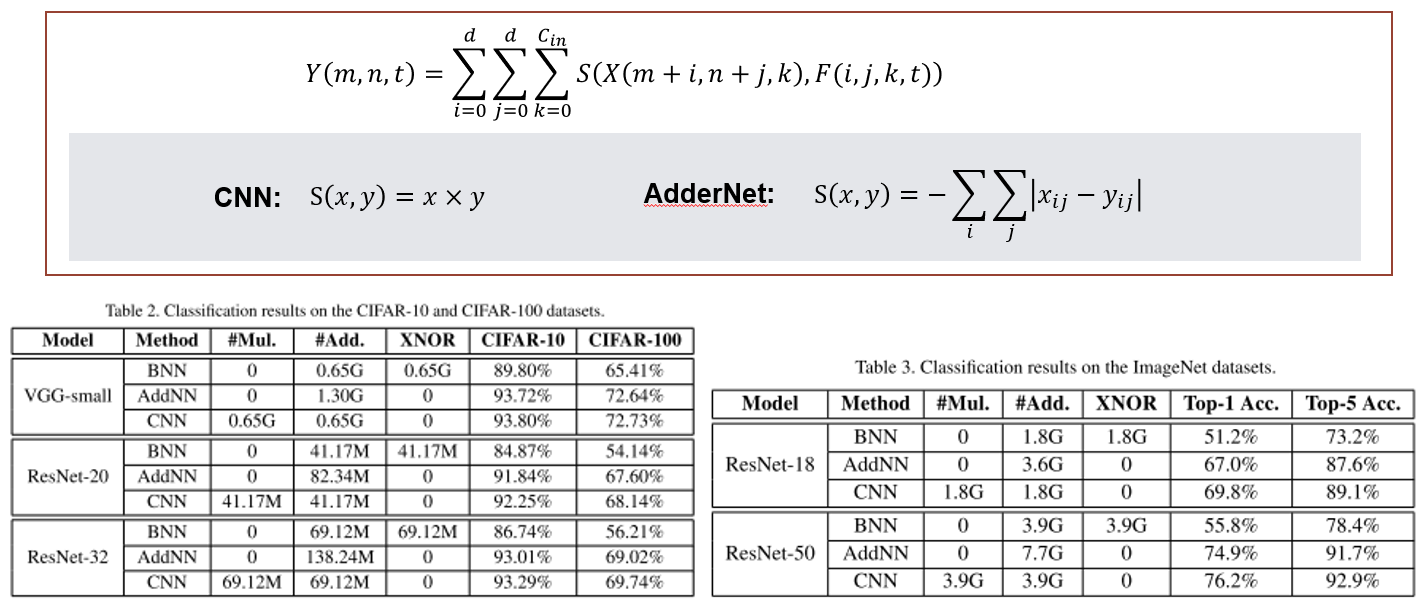 Y(m, n, t) = ∑_{i=0}^{d} ∑_{j=0}^{d} ∑_{k=0}^{C_{in}} S(X(m + i, n + j, k), F(i, j, k, t))
CNN: S(x, y) = x × y AdderNet: S(x, y) = − ∑_{i} ∑_{j} |x_{ij} − y_{ij}|
Table 2. Classification results on the CIFAR-10 and CIFAR-100 datasets.
Model Method #Mul. #Add. XNOR CIFAR-10 CIFAR-100
VGG-small
BNN 0 0.65G 0.65G 89.80% 65.41%
AddNN 0 1.30G 0 93.72% 72.64%
CNN 0.65G 0.65G 0 93.80% 72.73%
ResNet-20
BNN 0 41.17M 41.17M 84.87% 54.14%
AddNN 0 82.34M 0 91.84% 67.60%
CNN 41.17M 41.17M 0 92.25% 68.14%
ResNet-32
BNN 0 69.12M 69.12M 86.74% 56.21%
AddNN 0 138.24M 0 93.01% 69.02%
CNN 69.12M 69.12M 0 93.29% 69.74%
Table 3. Classification results on the ImageNet datasets.
Model Method #Mul. #Add. XNOR Top-1 Acc. Top-5 Acc.
ResNet-18
BNN 0 1.8G 1.8G 51.2% 73.2%
AddNN 0 3.6G 0 67.0% 87.6%
CNN 1.8G 1.8G 0 69.8% 89.1%
ResNet-50
BNN 0 3.9G 3.9G 55.8% 78.4%
AddNN 0 7.7G 0 74.9% 91.7%
CNN 3.9G 3.9G 0 76.2% 92.9%